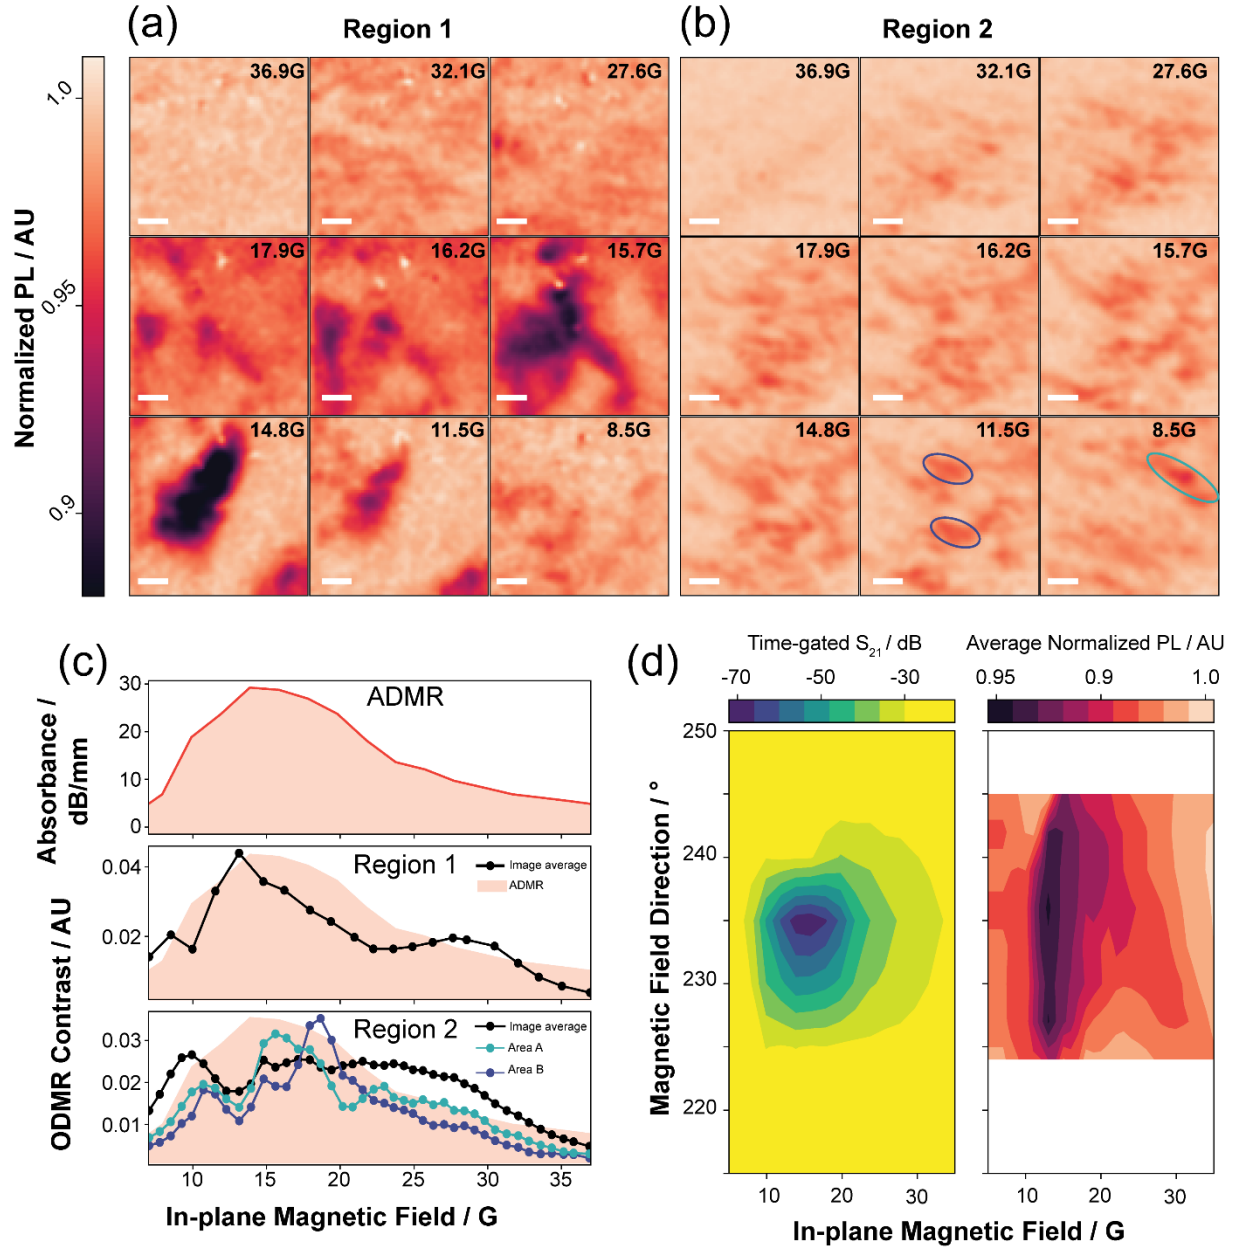 (a) Region 1
(b) Region 2
Normalized PL / AU
1.0
0.95
0.9
36.9G 32.1G 27.6G
17.9G 16.2G 15.7G
14.8G 11.5G 8.5G
36.9G 32.1G 27.6G
17.9G 16.2G 15.7G
14.8G 11.5G 8.5G
(c)
Absorbance /
dB/mm
30
20
10
0
ADMR
ODMR Contrast / AU
0.04
0.02
Region 1
Image average
ADMR
0.03
0.02
0.01
Region 2
Image average
Area A
Area B
10 15 20 25 30 35
In-plane Magnetic Field / G
(d)
Time-gated S21 / dB
-70 -50 -30
Average Normalized PL / AU
0.95 0.9 1.0
Magnetic Field Direction / °
250
240
230
220
10 20 30
10 20 30
In-plane Magnetic Field / G